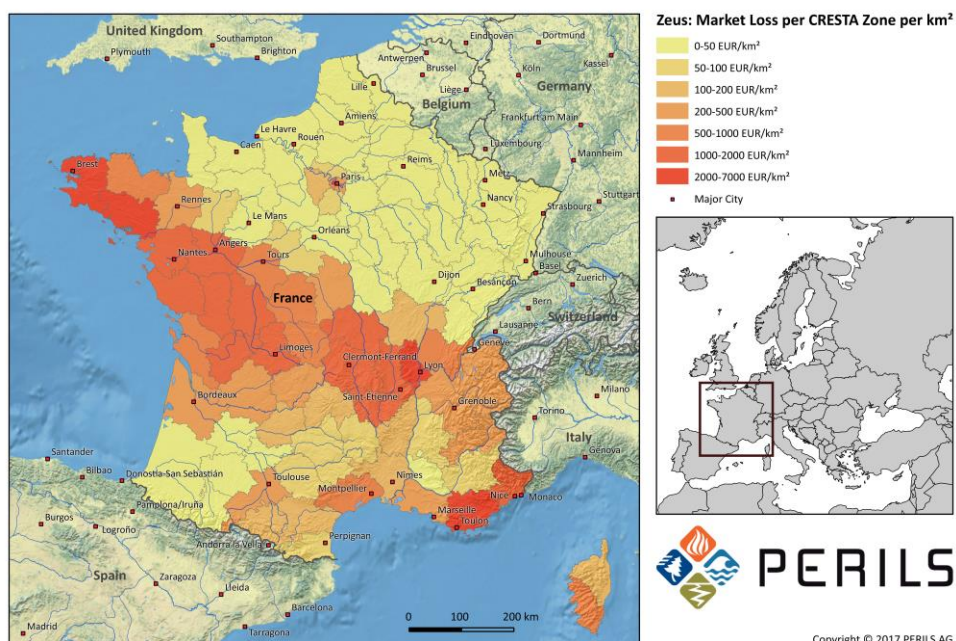 Zeus: Market Loss per CRESTA Zone per km²
0-50 EUR/km²
50-100 EUR/km²
100-200 EUR/km²
200-500 EUR/km²
500-1000 EUR/km²
1000-2000 EUR/km²
2000-7000 EUR/km²
Major City
United Kingdom
Southampton
Plymouth
Brighton
Eindhoven
Dortmund
Antwerpen
Kassel
Brussel
Köln
Lille
Liège
Germany
Belgium
Amiens
Frankfurt am Main
Le Havre
Rouen
Luxembourg
Caen
Reims
Mannheim
Brest
Paris
Metz
Nancy
Stuttgart
Rennes
Strasbourg
Le Mans
Orléans
Angers
Mulhouse
Nantes
Tours
Basel
Dijon
Zuerich
Besançon
France
Bern
Switzerland
Lausanne
Limoges
Clermont-Ferrand
Genève
Lyon
Saint-Etienne
Milano
Bordeaux
Grenoble
Torino
Italy
Santander
Genova
Bilbao
Donostia-San Sebastián
Toulouse
Nimes
Montpellier
Nice
Monaco
Pamplona/Iruña
Marseille
Burgos
Toulon
Logroño
Andorra la Vella
Perpignan
Spain
Zaragoza
Lleida
Barcelona
0 100 200 km
Madrid
Tarragona
PERILS
Copyright © 2017 PERILS AG